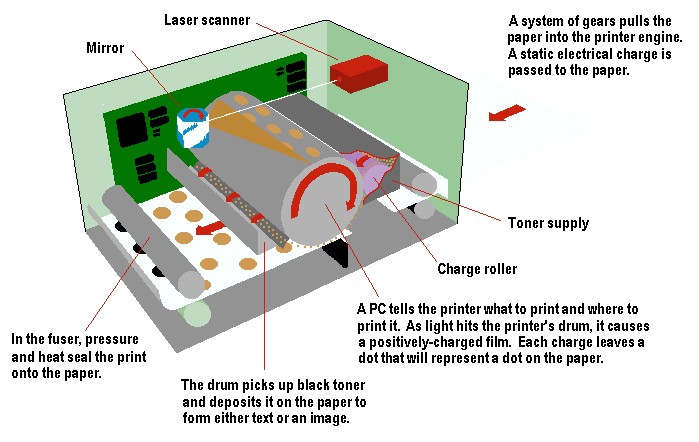 Laser scanner
Mirror
A system of gears pulls the
paper into the printer engine.
A static electrical charge is
passed to the paper.
Toner supply
Charge roller
A PC tells the printer what to print and where to
print it. As light hits the printer's drum, it causes
a positively-charged film. Each charge leaves a
dot that will represent a dot on the paper.
In the fuser, pressure
and heat seal the print
onto the paper.
The drum picks up black toner
and deposits it on the paper to
form either text or an image.